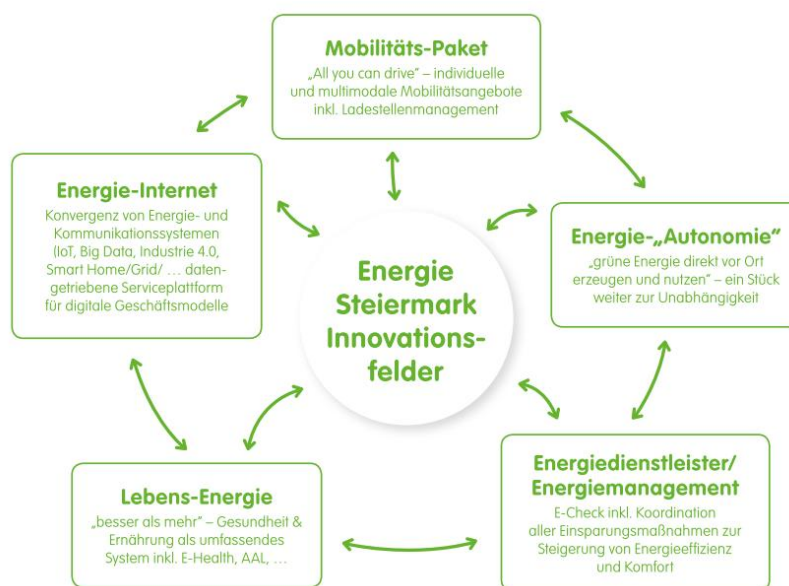 Mobilitäts-Paket
„All you can drive“ – individuelle
und multimodale Mobilitätsangebote
inkl. Ladestellenmanagement
Energie-Internet
Konvergenz von Energie- und
Kommunikationssystemen
(IoT, Big Data, Industrie 4.0,
Smart Home/Grid/ … daten-
getriebene Serviceplattform
für digitale Geschäftsmodelle
Energie-„Autonomie“
„grüne Energie direkt vor Ort
erzeugen und nutzen“ – ein Stück
weiter zur Unabhängigkeit
Energie
Steiermark
Innovations-
felder
Lebens-Energie
„besser als mehr“ – Gesundheit &
Ernährung als umfassendes
System inkl. E-Health, AAL, …
Energiedienstleister/
Energiemanagement
E-Check inkl. Koordination
aller Einsparungsmaßnahmen zur
Steigerung von Energieeffizienz
und Komfort